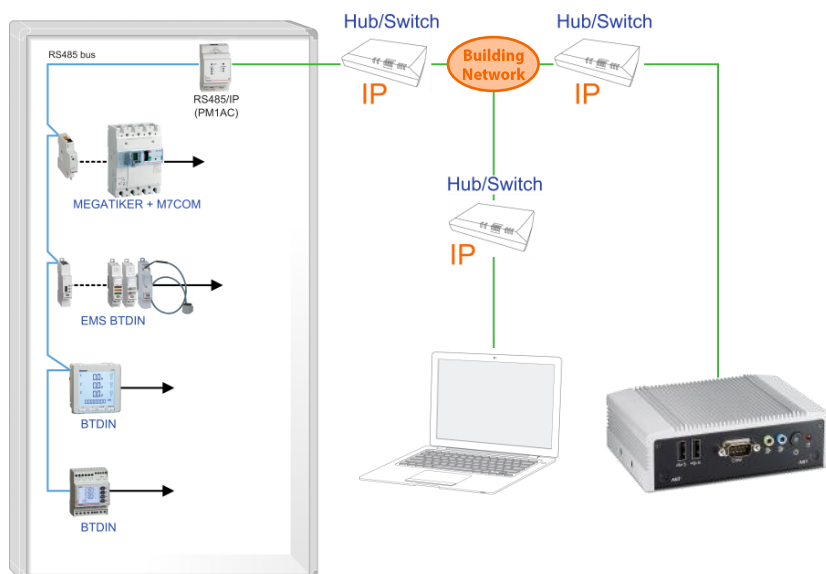 Hub/Switch
Hub/Switch
RS485 bus
Building
Network
IP
IP
RS485/IP
(PM1AC)
MEGATIKER + M7COM
Hub/Switch
IP
EMS BTDIN
BTDIN
BTDIN